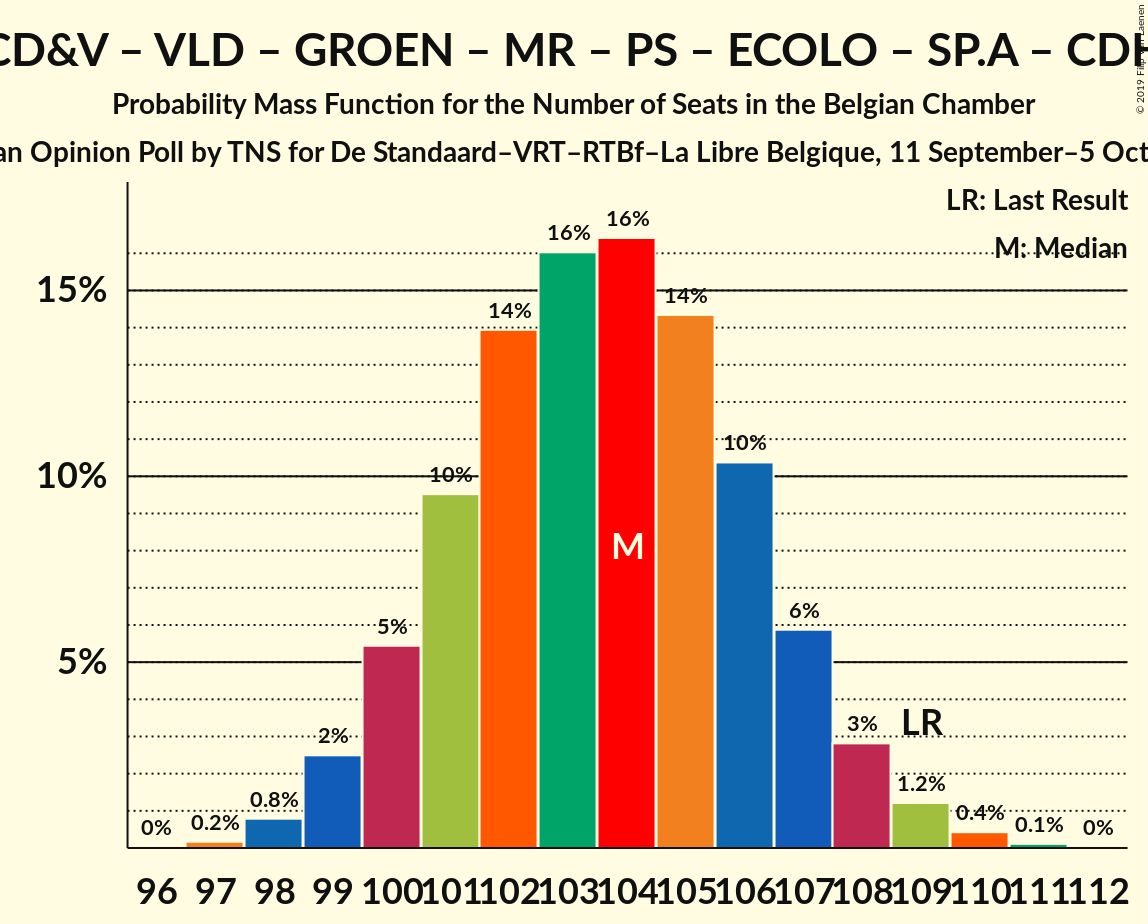 CD&V – VLD – GROEN – MR – PS – ECOLO – SP.A – CDH
Probability Mass Function for the Number of Seats in the Belgian Chamber
an Opinion Poll by TNS for De Standaard–VRT–RTBf–La Libre Belgique, 11 September–5 Oct
© 2019 Filip van Laenen
LR: Last Result
M: Median
16%
16%
15%
14%
14%
10%
10%
10%
M
6%
5%
5%
LR
3%
2%
1.2%
0.8%
0.4%
0.2%
0.1%
0%
0%
96 97 98 99 100 101 102 103 104 105 106 107 108 109 110 111 112